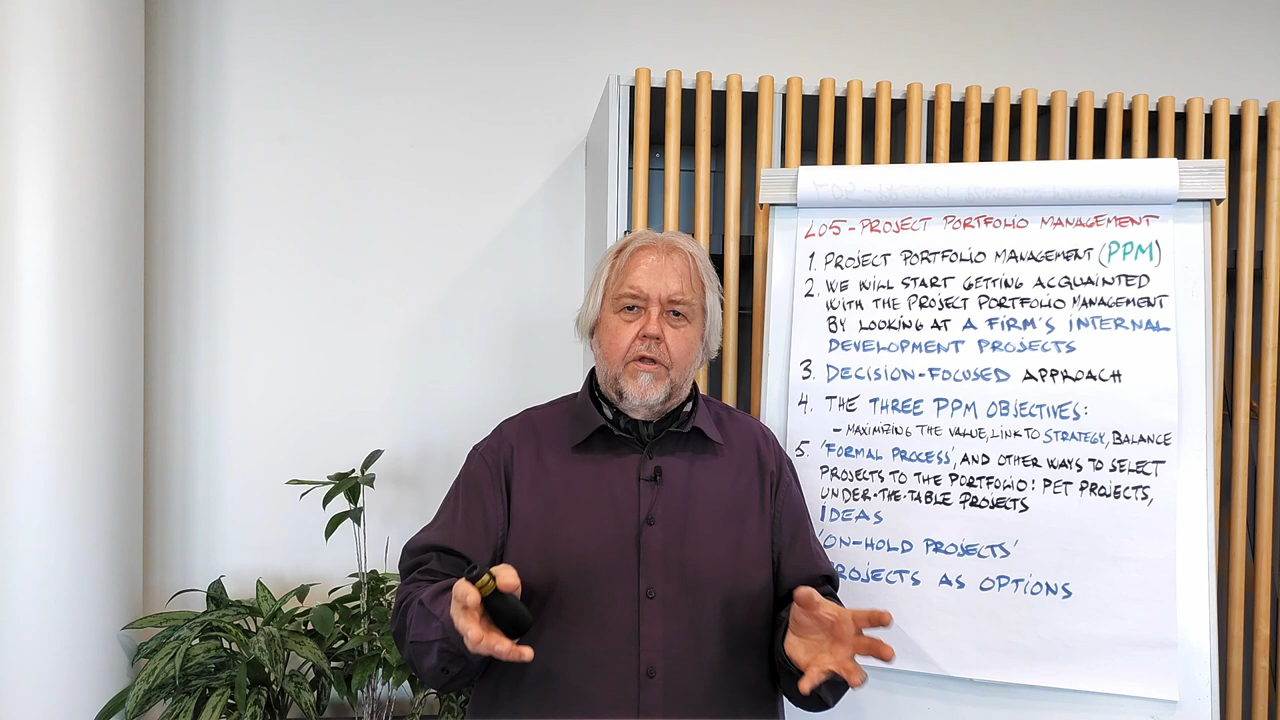 L05-PROJECT PORTFOLiO MANAGEMENT
1. PROJECT PORTFOLiO MANAGEMENT (PPM)
2. WE WILL START GETTING ACQUAINTED
WITH THE PROJECT PORTFOLiO MANAGEMENT
BY LOOKING AT A FiRM'S iNTERNAL
DEVELOPMENT PROJECTS
3. DECiSiON-FOCUSED APPROACH
4. THE THREE PPM OBJECTIVES:
- MAXIMIZING THE VALUE, LINK TO STRATEGY, BALANCE
5. 'FORMAL PROCESS', AND OTHER WAYS TO SELECT
PROJECTS TO THE PORTFOLiO: PET PROJECTS,
UNDER-THE-TABLE PROJECTS
iDEAS
'ON-HOLD PROJECTS'
PROJECTS AS OPTiONS